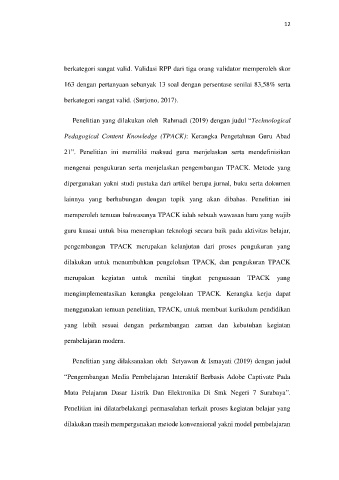 12
berkategori sangat valid. Validasi RPP dari tiga orang validator memperoleh skor
163 dengan pertanyaan sebanyak 13 soal dengan persentase senilai 83,58% serta
berkategori sangat valid. (Surjono, 2017).
Penelitian yang dilakukan oleh Rahmadi (2019) dengan judul “Technological
Pedagogical Content Knowledge (TPACK): Kerangka Pengetahuan Guru Abad
21”. Penelitian ini memiliki maksud guna menjelaskan serta mendefinisikan
mengenai pengukuran serta menjelaskan pengembangan TPACK. Metode yang
dipergunakan yakni studi pustaka dari artikel berupa jurnal, buku serta dokumen
lainnya yang berhubungan dengan topik yang akan dibahas. Penelitian ini
memperoleh temuan bahwasanya TPACK ialah sebuah wawasan baru yang wajib
guru kuasai untuk bisa menerapkan teknologi secara baik pada aktivitas belajar,
pengembangan TPACK merupakan kelanjutan dari proses pengukuran yang
dilakukan untuk menumbuhkan pengelolaan TPACK, dan pengukuran TPACK
merupakan kegiatan untuk menilai tingkat penguasaan TPACK yang
mengimplementasikan kerangka pengelolaan TPACK. Kerangka kerja dapat
menggunakan temuan penelitian, TPACK, untuk membuat kurikulum pendidikan
yang lebih sesuai dengan perkembangan zaman dan kebutuhan kegiatan
pembelajaran modern.
Penelitian yang dilaksanakan oleh Setyawan & Ismayati (2019) dengan judul
“Pengembangan Media Pembelajaran Interaktif Berbasis Adobe Captivate Pada
Mata Pelajaran Dasar Listrik Dan Elektronika Di Smk Negeri 7 Surabaya”.
Penelitian ini dilatarbelakangi permasalahan terkait proses kegiatan belajar yang
dilakukan masih mempergunakan metode konvensional yakni model pembelajaran